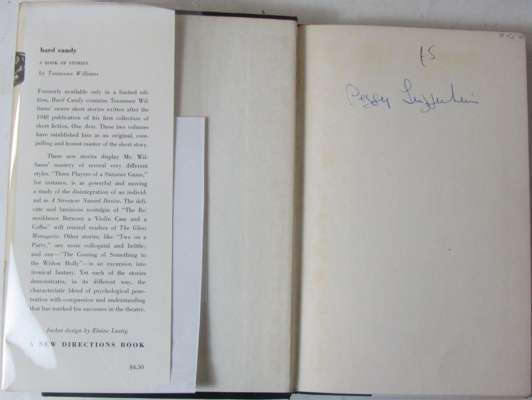 hard candy
A BOOK OF STORIES
by Tennessee Williams
Formerly available only in a limited edi-
tion, Hard Candy contains Tennessee Wil-
liams' newer short stories written after the
1948 publication of his first collection of
short fiction, One Arm. These two volumes
have established him as an original, com-
pelling and honest master of the short story.
These new stories display Mr. Wil-
liams' mastery of several very different
styles. "Three Players of a Summer Game,"
for instance, is as powerful and moving
a study of the disintegration of an individ-
ual as A Streetcar Named Desire. The deli-
cate and luminous nostalgia of "The Re-
semblance Between a Violin Case and a
Coffin" will remind readers of The Glass
Menagerie. Other stories, like "Two on a
Party," are more colloquial and brittle;
and one—"The Coming of Something to
the Widow Holly"—is an excursion into
ironical fantasy. Yet each of the stories
demonstrates, in its different way, the
characteristic blend of psychological pene-
tration with compassion and understanding
that has marked his successes in the theatre.
Jacket design by Elaine Lustig
A NEW DIRECTIONS BOOK
$4.50
15
Peggy